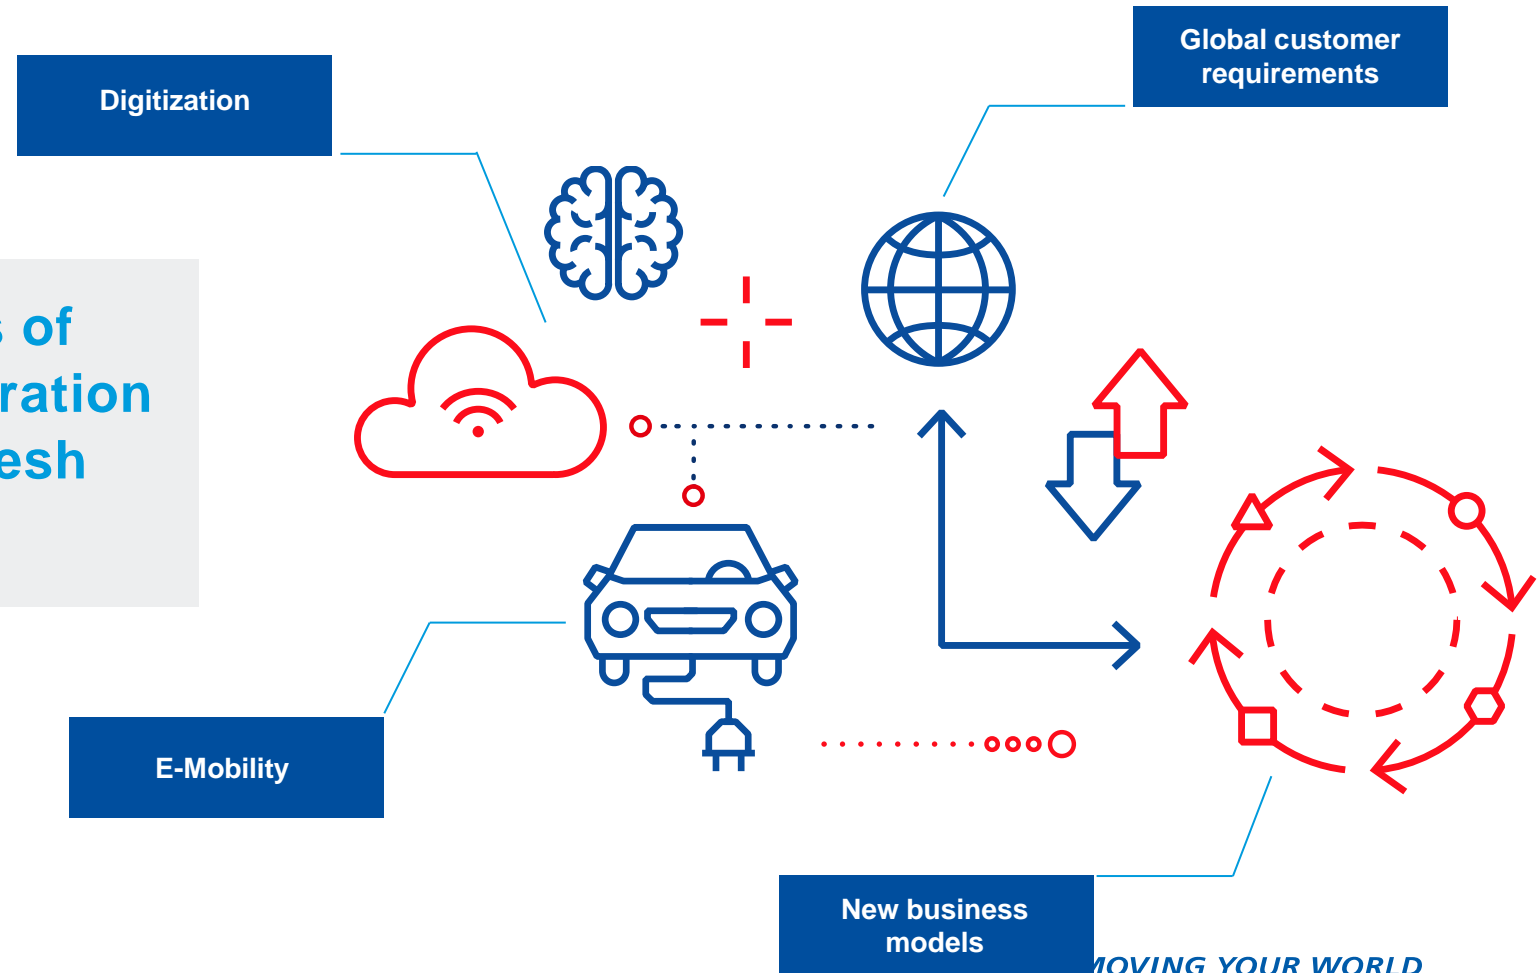 Global customer
requirements
Digitization
s of
ration
esh
E-Mobility
New business
models
MOVING YOUR WORLD